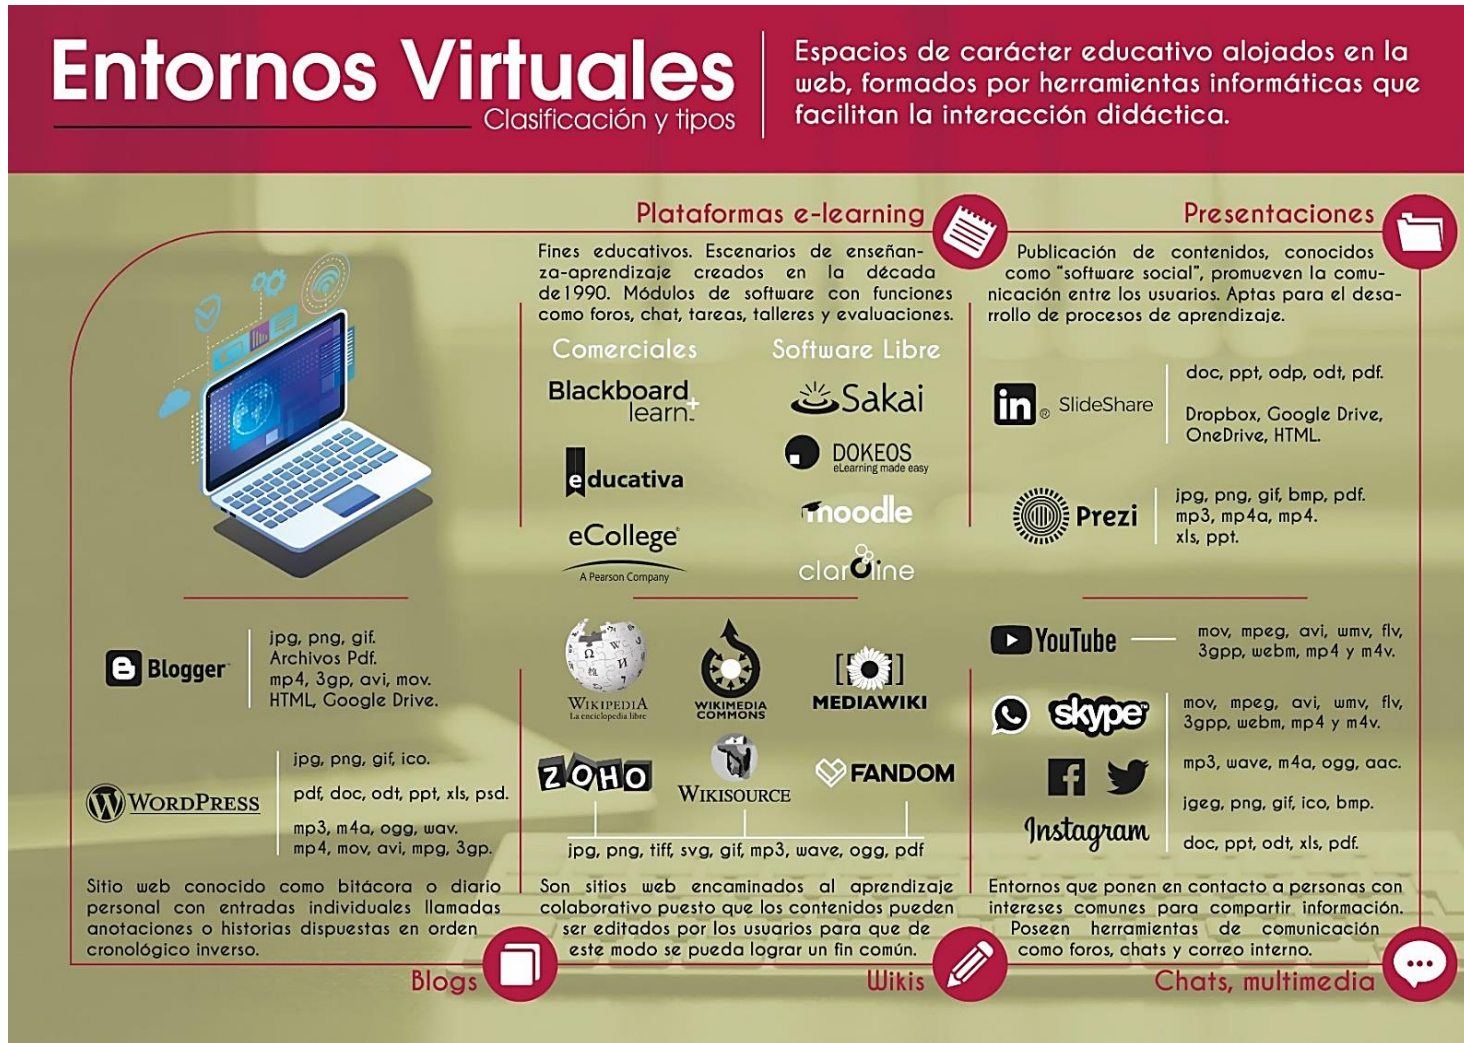 Entornos Virtuales
Clasificación y tipos
Espacios de carácter educativo alojados en la
web, formados por herramientas informáticas que
facilitan la interacción didáctica.
Plataformas e-learning
Fines educativos. Escenarios de enseñan-
za-aprendizaje creados en la década
de1990. Módulos de software con funciones
como foros, chat, tareas, talleres y evaluaciones.
Comerciales
Blackboard
learn+
educativa
eCollege
A Pearson Company
Software Libre
Sakai
DOKEOS
eLearning made easy
moodle
claroline
Presentaciones
Publicación de contenidos, conocidos
como “software social”, promueven la comu-
nicación entre los usuarios. Aptas para el desa-
rrollo de procesos de aprendizaje.
in ® SlideShare
doc, ppt, odp, odt, pdf.
Dropbox, Google Drive,
OneDrive, HTML.
Prezi
jpg, png, gif, bmp, pdf.
mp3, mp4a, mp4.
xls, ppt.
Blogger
jpg, png, gif.
Archivos Pdf.
mp4, 3gp, avi, mov.
HTML, Google Drive.
WORDPRESS
jpg, png, gif, ico.
pdf, doc, odt, ppt, xls, psd.
mp3, m4a, ogg, wav.
mp4, mov, avi, mpg, 3gp.
Sitio web conocido como bitácora o diario
personal con entradas individuales llamadas
anotaciones o historias dispuestas en orden
cronológico inverso.
Blogs
WIKIPEDIA
La enciclopedia libre
WIKIMEDIA
COMMONS
[[ ]]
MEDIAWIKI
ZOHO
WIKISOURCE
FANDOM
jpg, png, tiff, svg, gif, mp3, wave, ogg, pdf
Son sitios web encaminados al aprendizaje
colaborativo puesto que los contenidos pueden
ser editados por los usuarios para que de
este modo se pueda lograr un fin común.
Wikis
YouTube
mov, mpeg, avi, wmv, flv,
3gpp, webm, mp4 y m4v.
skype
Instagram
mov, mpeg, avi, wmv, flv,
3gpp, webm, mp4 y m4v.
mp3, wave, m4a, ogg, aac.
jgeg, png, gif, ico, bmp.
doc, ppt, odt, xls, pdf.
Entornos que ponen en contacto a personas con
intereses comunes para compartir información.
Poseen herramientas de comunicación
como foros, chats y correo interno.
Chats, multimedia